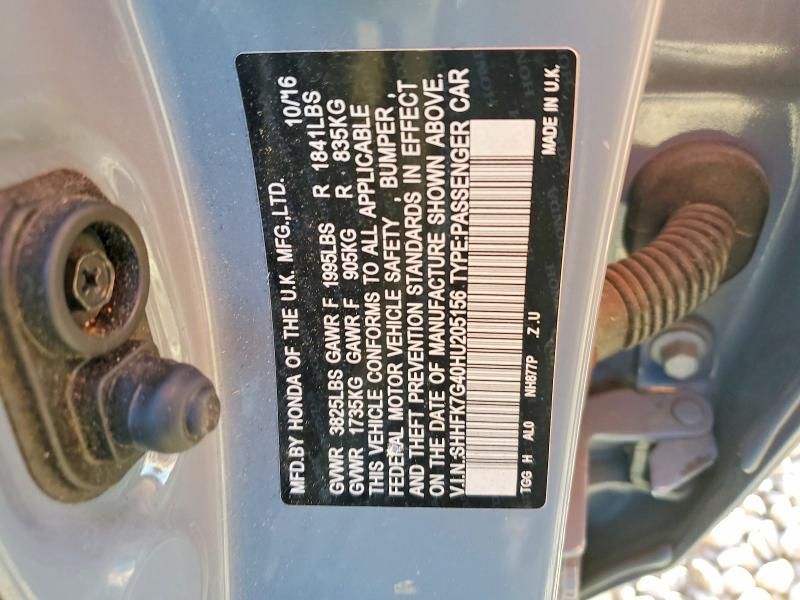 MFD.BY HONDA OF THE U.K. MFG.,LTD. 10/16
GVWR 3825LBS GAWR F 1995LBS R 1841LBS
GVWR 1735KG GAWR F 905KG R 835KG
THIS VEHICLE CONFORMS TO ALL APPLICABLE
FEDERAL MOTOR VEHICLE SAFETY , BUMPER ,
AND THEFT PREVENTION STANDARDS IN EFFECT
ON THE DATE OF MANUFACTURE SHOWN ABOVE.
V.I.N.:SHHFK7G40HU205156 TYPE:PASSENGER CAR
TGG H AL0 NH877P .Z.U MADE IN U.K.